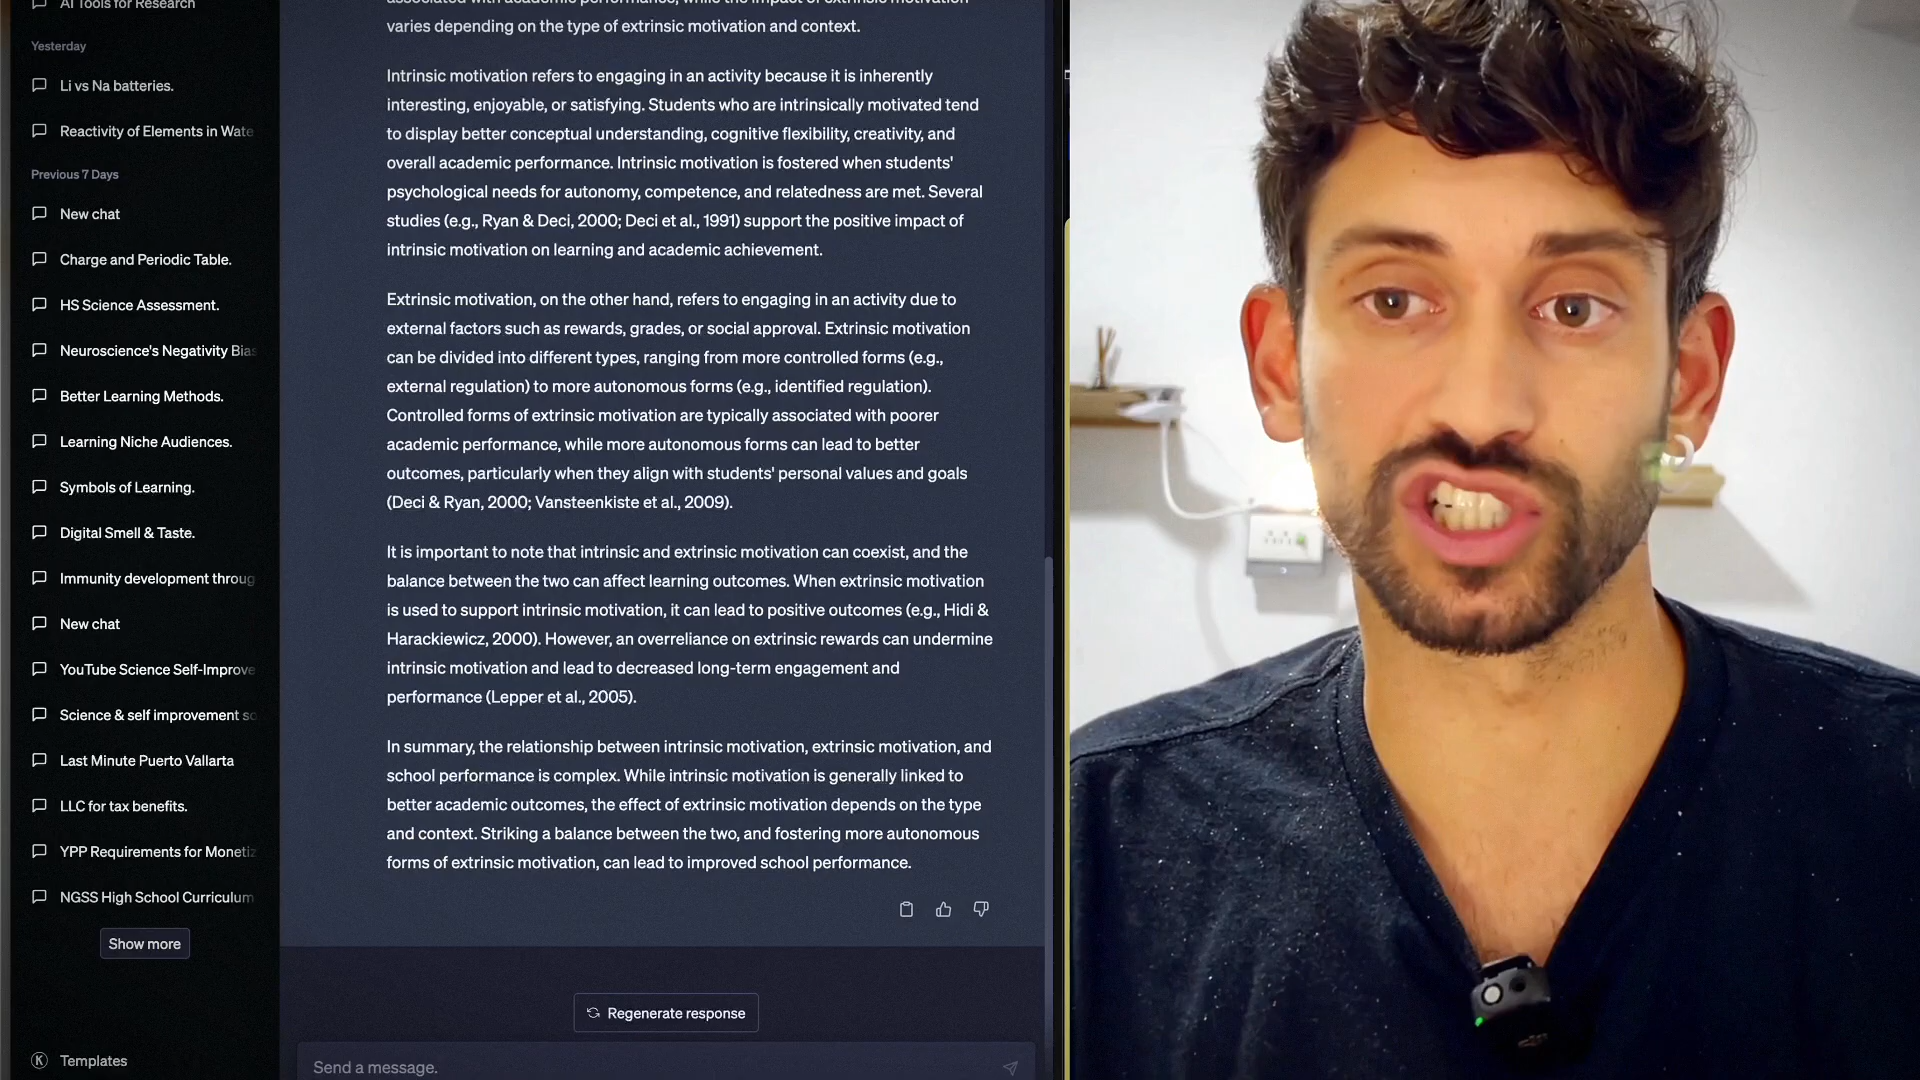 AI Tools for Research
Yesterday
Li vs Na batteries.
Reactivity of Elements in Wate
Previous 7 Days
New chat
Charge and Periodic Table.
HS Science Assessment.
Neuroscience's Negativity Bias
Better Learning Methods.
Learning Niche Audiences.
Symbols of Learning.
Digital Smell & Taste.
Immunity development throug
New chat
YouTube Science Self-Improve
Science & self improvement so
Last Minute Puerto Vallarta
LLC for tax benefits.
YPP Requirements for Monetiz
NGSS High School Curriculum
Show more
Templates
associated with academic performance, while the impact of extrinsic motivation
varies depending on the type of extrinsic motivation and context.
Intrinsic motivation refers to engaging in an activity because it is inherently
interesting, enjoyable, or satisfying. Students who are intrinsically motivated tend
to display better conceptual understanding, cognitive flexibility, creativity, and
overall academic performance. Intrinsic motivation is fostered when students'
psychological needs for autonomy, competence, and relatedness are met. Several
studies (e.g., Ryan & Deci, 2000; Deci et al., 1991) support the positive impact of
intrinsic motivation on learning and academic achievement.
Extrinsic motivation, on the other hand, refers to engaging in an activity due to
external factors such as rewards, grades, or social approval. Extrinsic motivation
can be divided into different types, ranging from more controlled forms (e.g.,
external regulation) to more autonomous forms (e.g., identified regulation).
Controlled forms of extrinsic motivation are typically associated with poorer
academic performance, while more autonomous forms can lead to better
outcomes, particularly when they align with students' personal values and goals
(Deci & Ryan, 2000; Vansteenkiste et al., 2009).
It is important to note that intrinsic and extrinsic motivation can coexist, and the
balance between the two can affect learning outcomes. When extrinsic motivation
is used to support intrinsic motivation, it can lead to positive outcomes (e.g., Hidi &
Harackiewicz, 2000). However, an overreliance on extrinsic rewards can undermine
intrinsic motivation and lead to decreased long-term engagement and
performance (Lepper et al., 2005).
In summary, the relationship between intrinsic motivation, extrinsic motivation, and
school performance is complex. While intrinsic motivation is generally linked to
better academic outcomes, the effect of extrinsic motivation depends on the type
and context. Striking a balance between the two, and fostering more autonomous
forms of extrinsic motivation, can lead to improved school performance.
Regenerate response
Send a message.